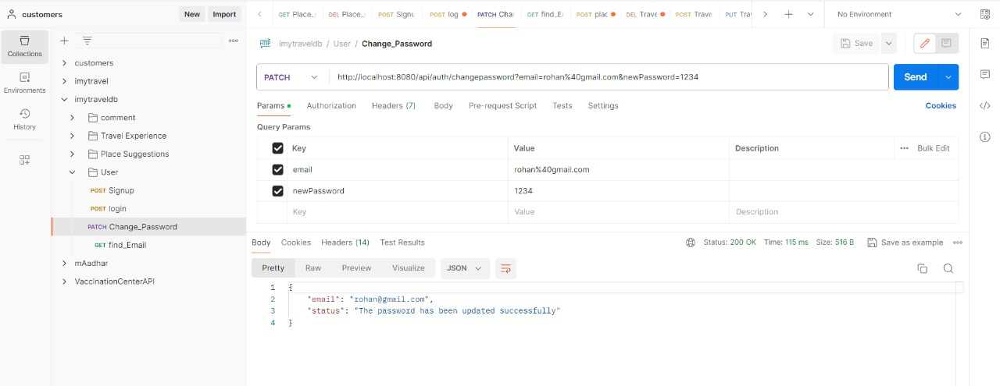 customers New Import
GET Place_ DEL Place_ POST Signu POST log PATCH Cha GET find_E POST plac DEL Trave POST Trave PUT Tra No Environment
Collections
Environments
History
customers
imytravel
imytraveldb
comment
Travel Experience
Place Suggestions
User
POST Signup
POST login
PATCH Change_Password
GET find_Email
mAadhar
VaccinationCenterAPI
HTTP imytraveldb / User / Change_Password Save
PATCH http://localhost:8080/api/auth/changepassword?email=rohan%40gmail.com&newPassword=1234 Send
Params Authorization Headers (7) Body Pre-request Script Tests Settings Cookies
Query Params
Key Value Description Bulk Edit
email rohan%40gmail.com
newPassword 1234
Key Value Description
Body Cookies Headers (14) Test Results Status: 200 OK Time: 115 ms Size: 516 B Save as example
Pretty Raw Preview Visualize JSON
1 {
2 "email": "rohan@gmail.com",
3 "status": "The password has been updated successfully"
4 }